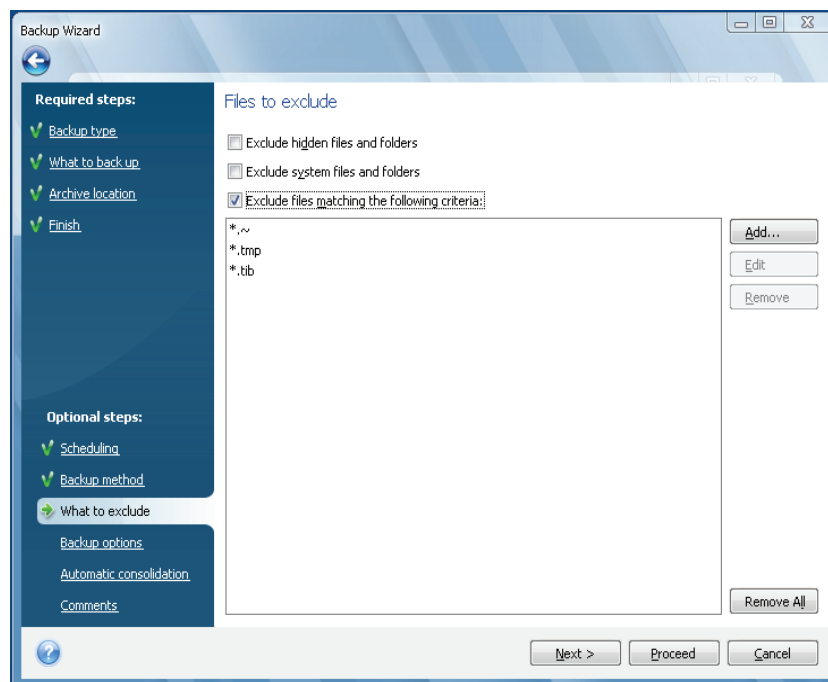 Backup Wizard
Required steps:
Backup type
What to back up
Archive location
Finish
Optional steps:
Scheduling
Backup method
What to exclude
Backup options
Automatic consolidation
Comments
Files to exclude
Exclude hidden files and folders
Exclude system files and folders
Exclude files matching the following criteria:
*.~
*.tmp
*.tib
Add...
Edit
Remove
Remove All
Next >
Proceed
Cancel